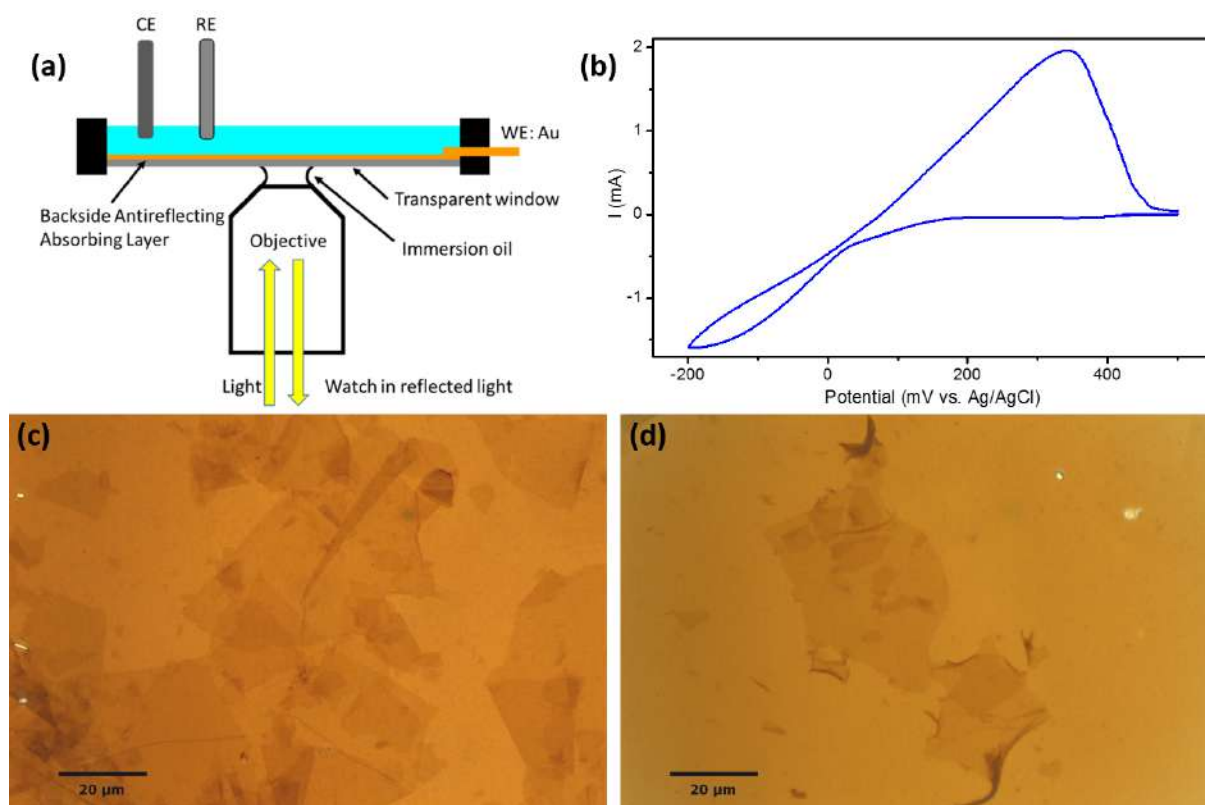 (a)
CE
RE
WE: Au
Backside Antireflecting
Absorbing Layer
Transparent window
Objective
Immersion oil
Light
Watch in reflected light
(b)
2
1
0
-1
I (mA)
-200
0
200
400
Potential (mV vs. Ag/AgCl)
(c)
20 µm
(d)
20 µm